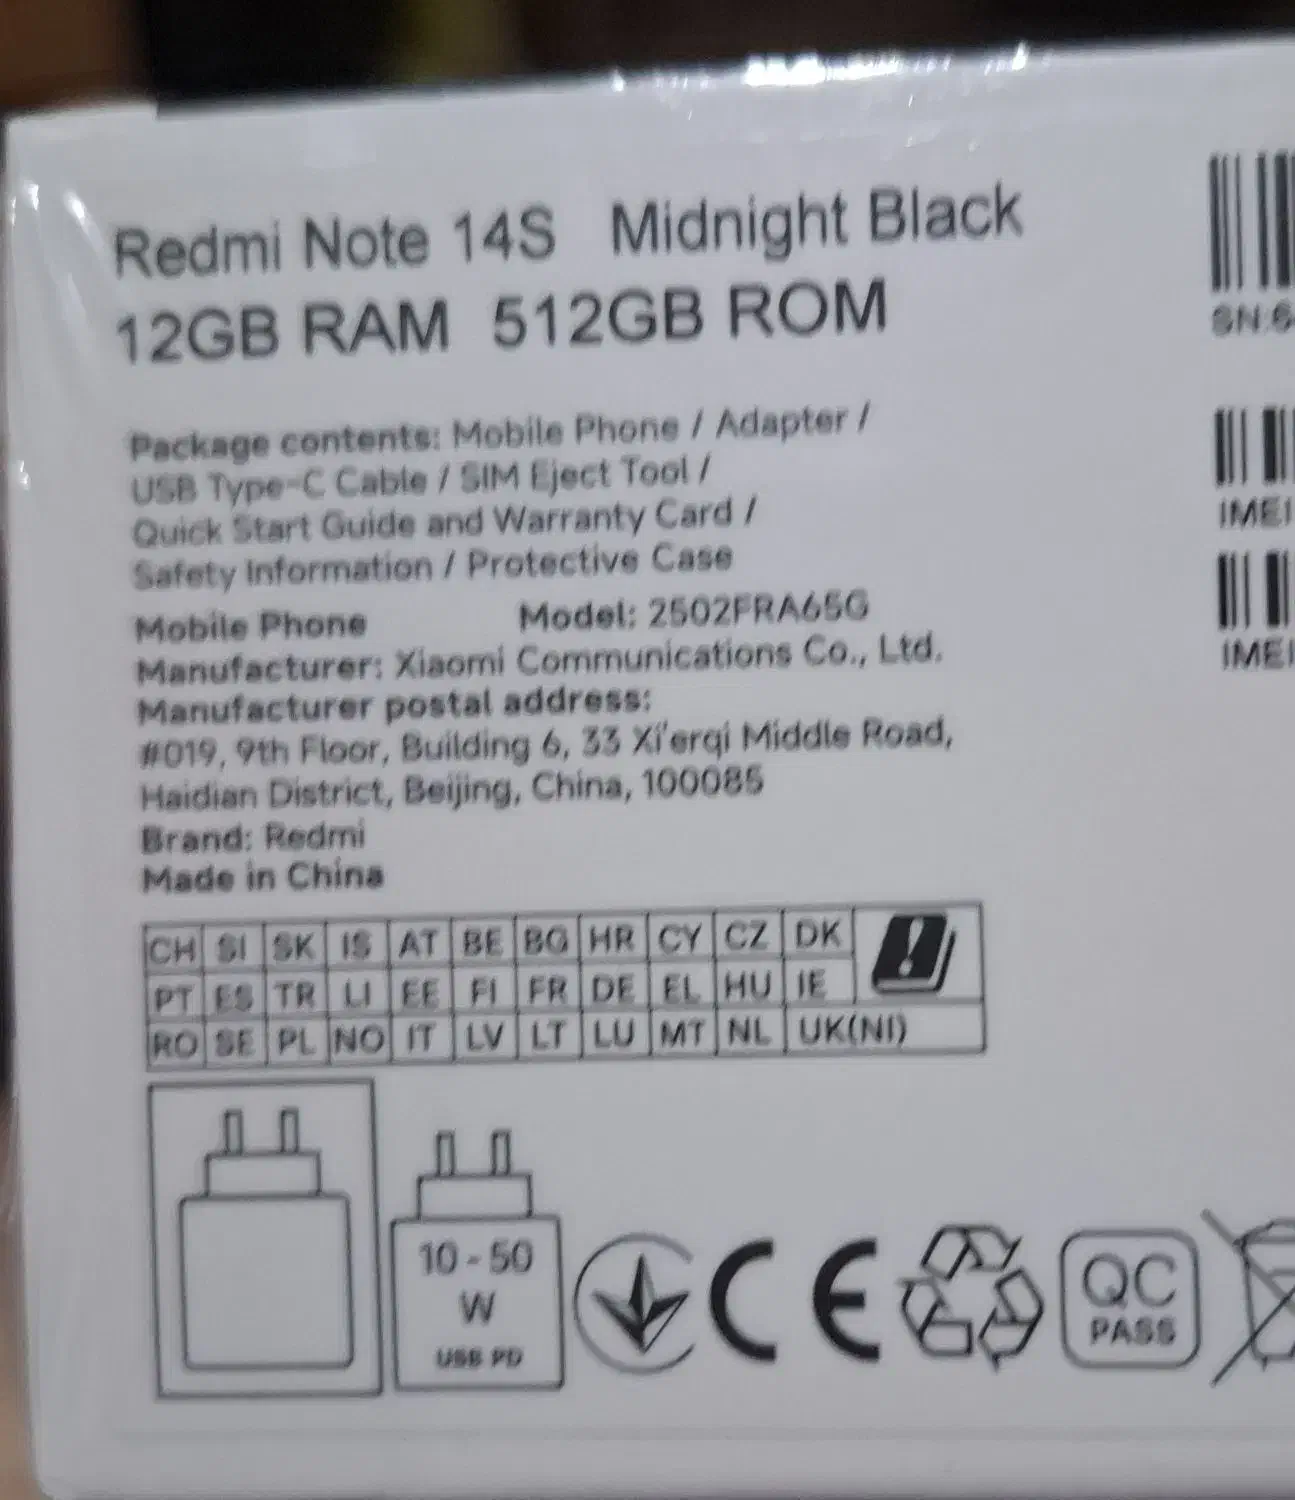 Redmi Note 14S Midnight Black
12GB RAM 512GB ROM
Package contents: Mobile Phone / Adapter /
USB Type-C Cable / SIM Eject Tool /
Quick Start Guide and Warranty Card /
Safety Information / Protective Case
Mobile Phone Model: 2502FRA65G
Manufacturer: Xiaomi Communications Co., Ltd.
Manufacturer postal address:
#019, 9th Floor, Building 6, 33 Xi'erqi Middle Road,
Haidian District, Beijing, China, 100085
Brand: Redmi
Made in China
CH SI SK IS AT BE BG HR CY CZ DK
PT ES TR LI EE FI FR DE EL HU IE
RO SE PL NO IT LV LT LU MT NL UK(NI)
10 - 50
W
USB PD
CE
QC
PASS
SN:6
IMEI
IMEI